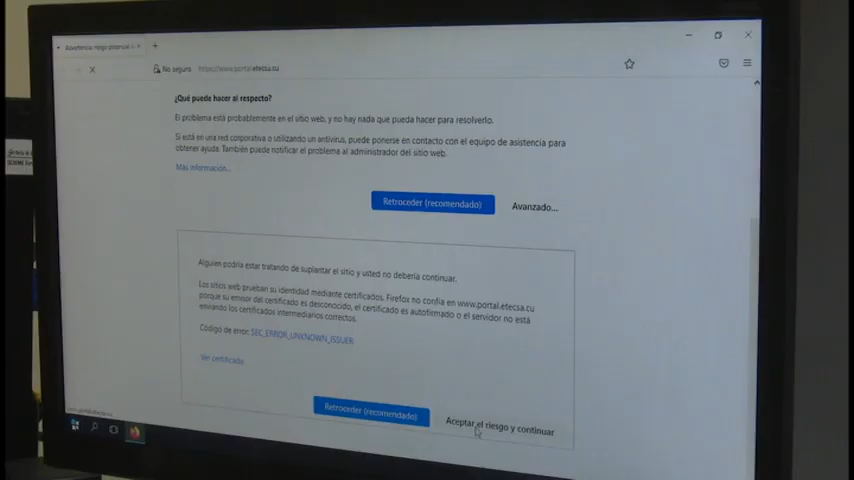 Advertencia: riesgo potencial
No seguro https://www.portal.etecsa.cu
¿Qué puede hacer al respecto?
El problema está probablemente en el sitio web, y no hay nada que pueda hacer para resolverlo.
Si está en una red corporativa o utilizando un antivirus, puede ponerse en contacto con el equipo de asistencia para
obtener ayuda. También puede notificar el problema al administrador del sitio web.
Más información...
Retroceder (recomendado) Avanzado...
Alguien podría estar tratando de suplantar el sitio y usted no debería continuar.
Los sitios web prueban su identidad mediante certificados. Firefox no confía en www.portal.etecsa.cu
porque su emisor del certificado es desconocido, el certificado es autofirmado o el servidor no está
enviando los certificados intermediarios correctos.
Código de error: SEC_ERROR_UNKNOWN_ISSUER
Ver certificado
Retroceder (recomendado) Aceptar el riesgo y continuar